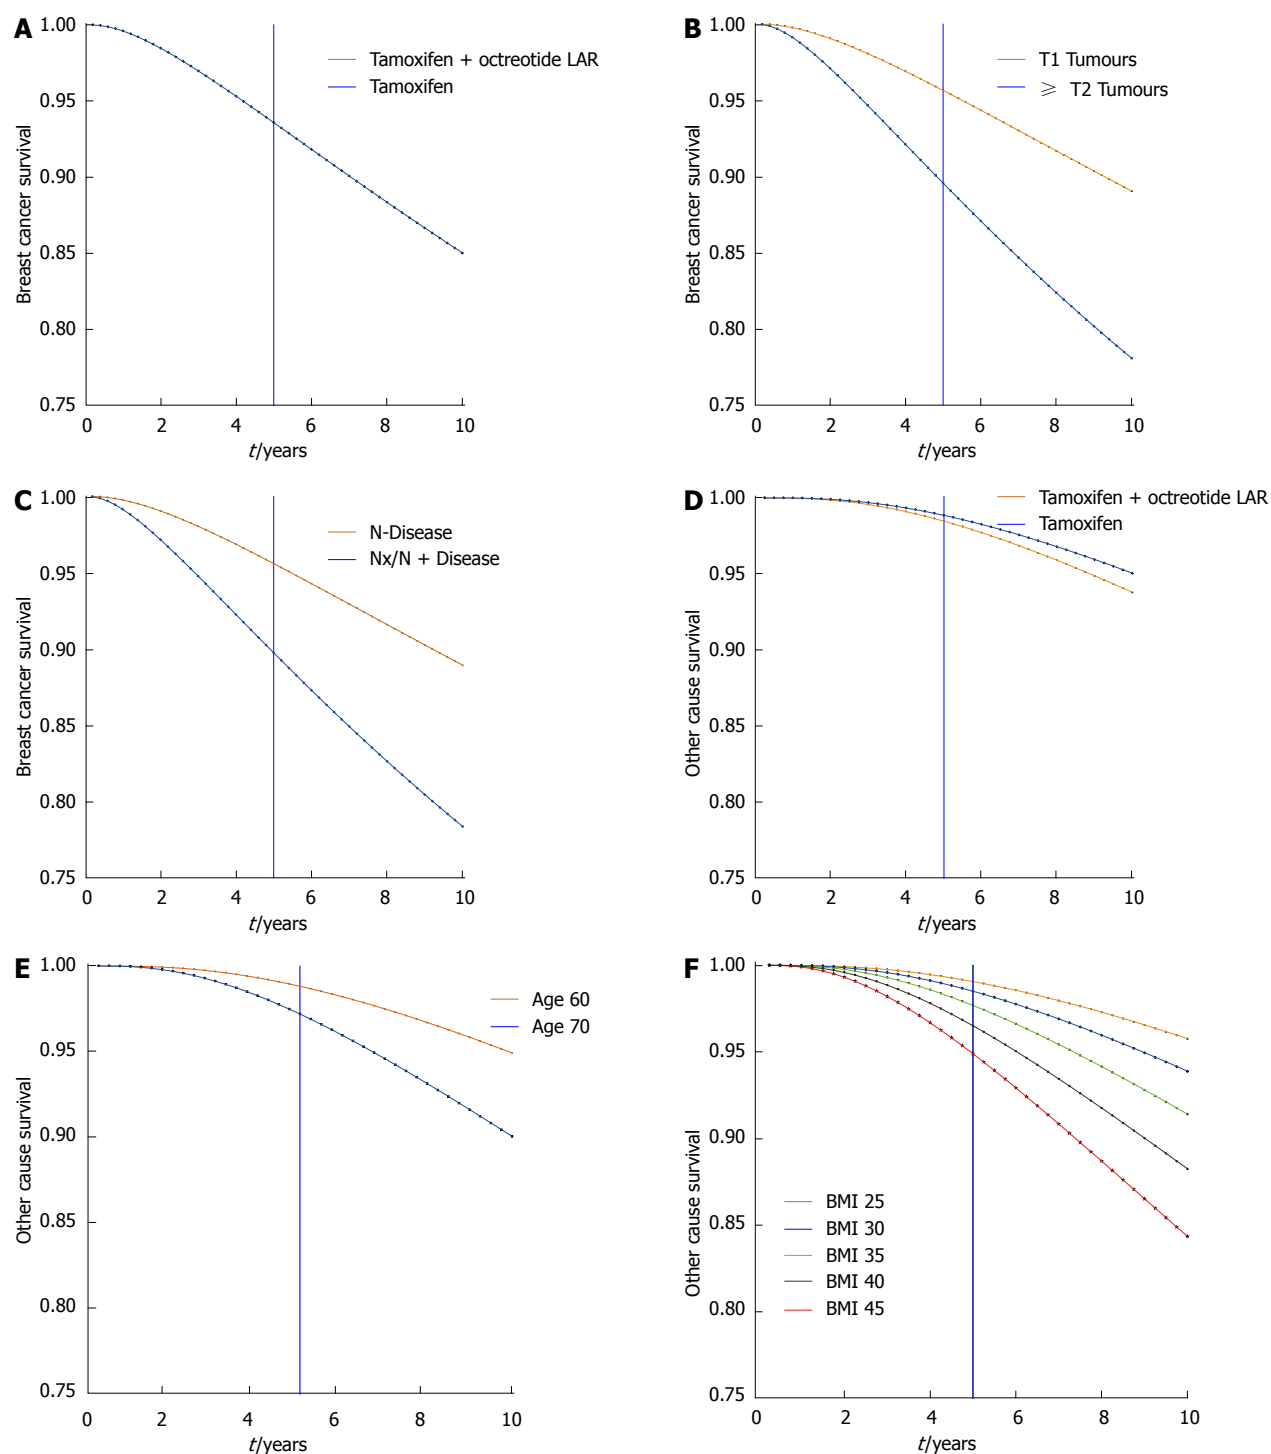 A
1.00
0.95
0.90
0.85
0.80
0.75
Breast cancer survival
Tamoxifen + octreotide LAR
Tamoxifen
0 2 4 6 8 10
t/years
B
1.00
0.95
0.90
0.85
0.80
0.75
Breast cancer survival
T1 Tumours
⩾ T2 Tumours
0 2 4 6 8 10
t/years
C
1.00
0.95
0.90
0.85
0.80
0.75
Breast cancer survival
N-Disease
Nx/N + Disease
0 2 4 6 8 10
t/years
D
1.00
0.95
0.90
0.85
0.80
0.75
Other cause survival
Tamoxifen + octreotide LAR
Tamoxifen
0 2 4 6 8 10
t/years
E
1.00
0.95
0.90
0.85
0.80
0.75
Other cause survival
Age 60
Age 70
0 2 4 6 8 10
t/years
F
1.00
0.95
0.90
0.85
0.80
0.75
Other cause survival
BMI 25
BMI 30
BMI 35
BMI 40
BMI 45
0 2 4 6 8 10
t/years